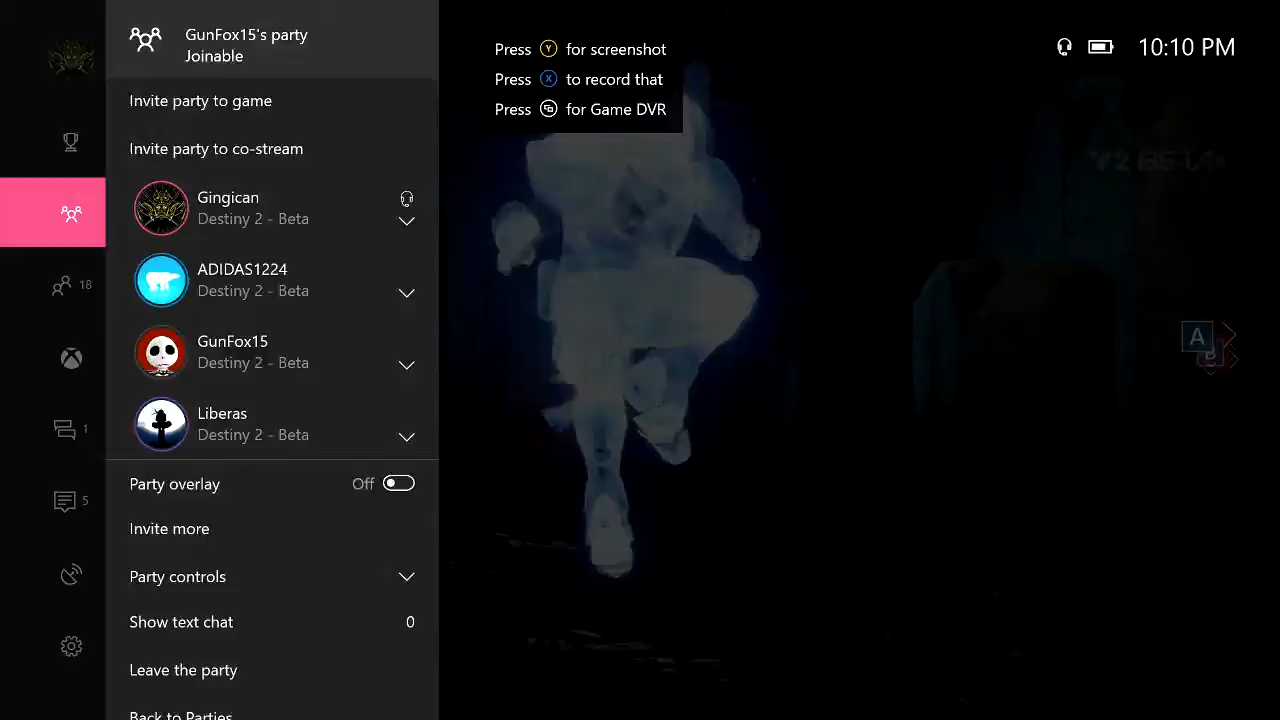 GunFox15's party
Joinable
Invite party to game
Invite party to co-stream
Gingican
Destiny 2 - Beta
ADIDAS1224
Destiny 2 - Beta
GunFox15
Destiny 2 - Beta
Liberas
Destiny 2 - Beta
Party overlay Off
Invite more
Party controls
Show text chat 0
Leave the party
Back to Parties
18
1
5
Press Y for screenshot
Press X to record that
Press for Game DVR
10:10 PM
A
B